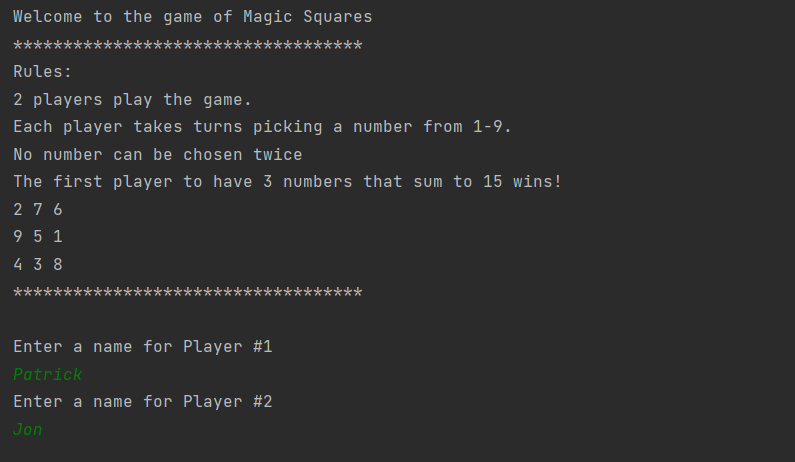 Welcome to the game of Magic Squares
***********************************
Rules:
2 players play the game.
Each player takes turns picking a number from 1-9.
No number can be chosen twice
The first player to have 3 numbers that sum to 15 wins!
2 7 6
9 5 1
4 3 8
***********************************
Enter a name for Player #1
Patrick
Enter a name for Player #2
Jon